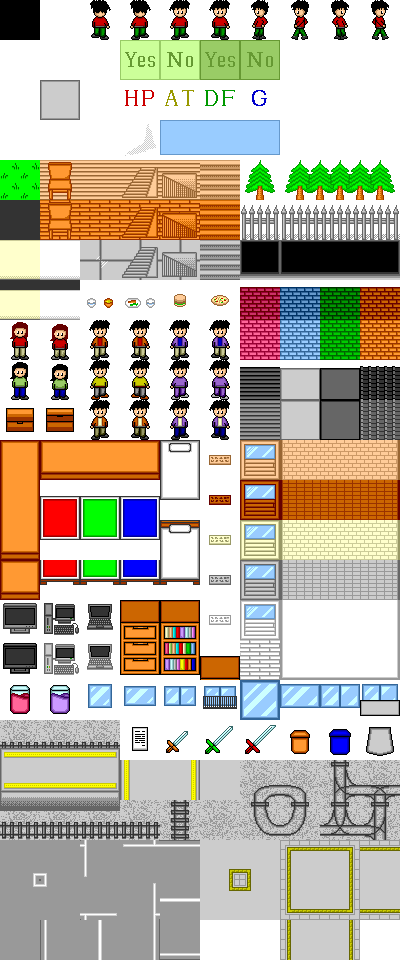 Yes No Yes No
HP AT DF G